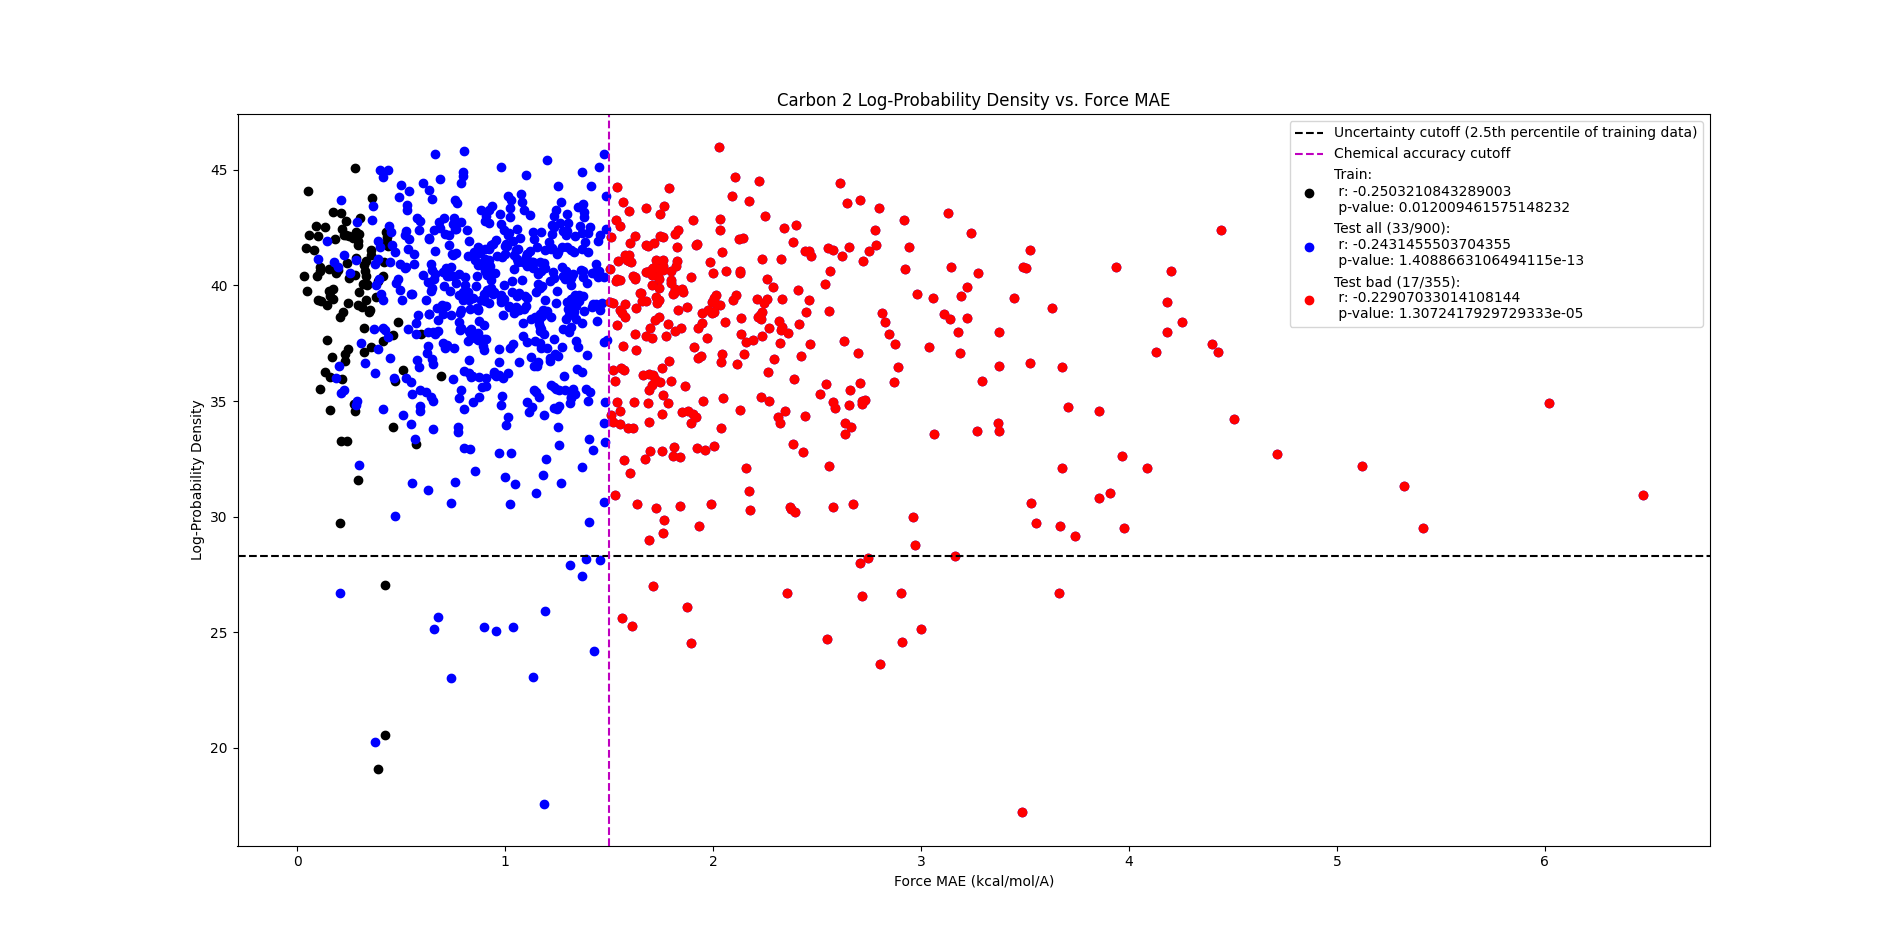 Carbon 2 Log-Probability Density vs. Force MAE
Uncertainty cutoff (2.5th percentile of training data)
Chemical accuracy cutoff
Train:
r: -0.2503210843289003
p-value: 0.012009461575148232
Test all (33/900):
r: -0.2431455503704355
p-value: 1.4088663106494115e-13
Test bad (17/355):
r: -0.22907033014108144
p-value: 1.3072417929729333e-05
Log-Probability Density
45
40
35
30
25
20
0 1 2 3 4 5 6
Force MAE (kcal/mol/A)